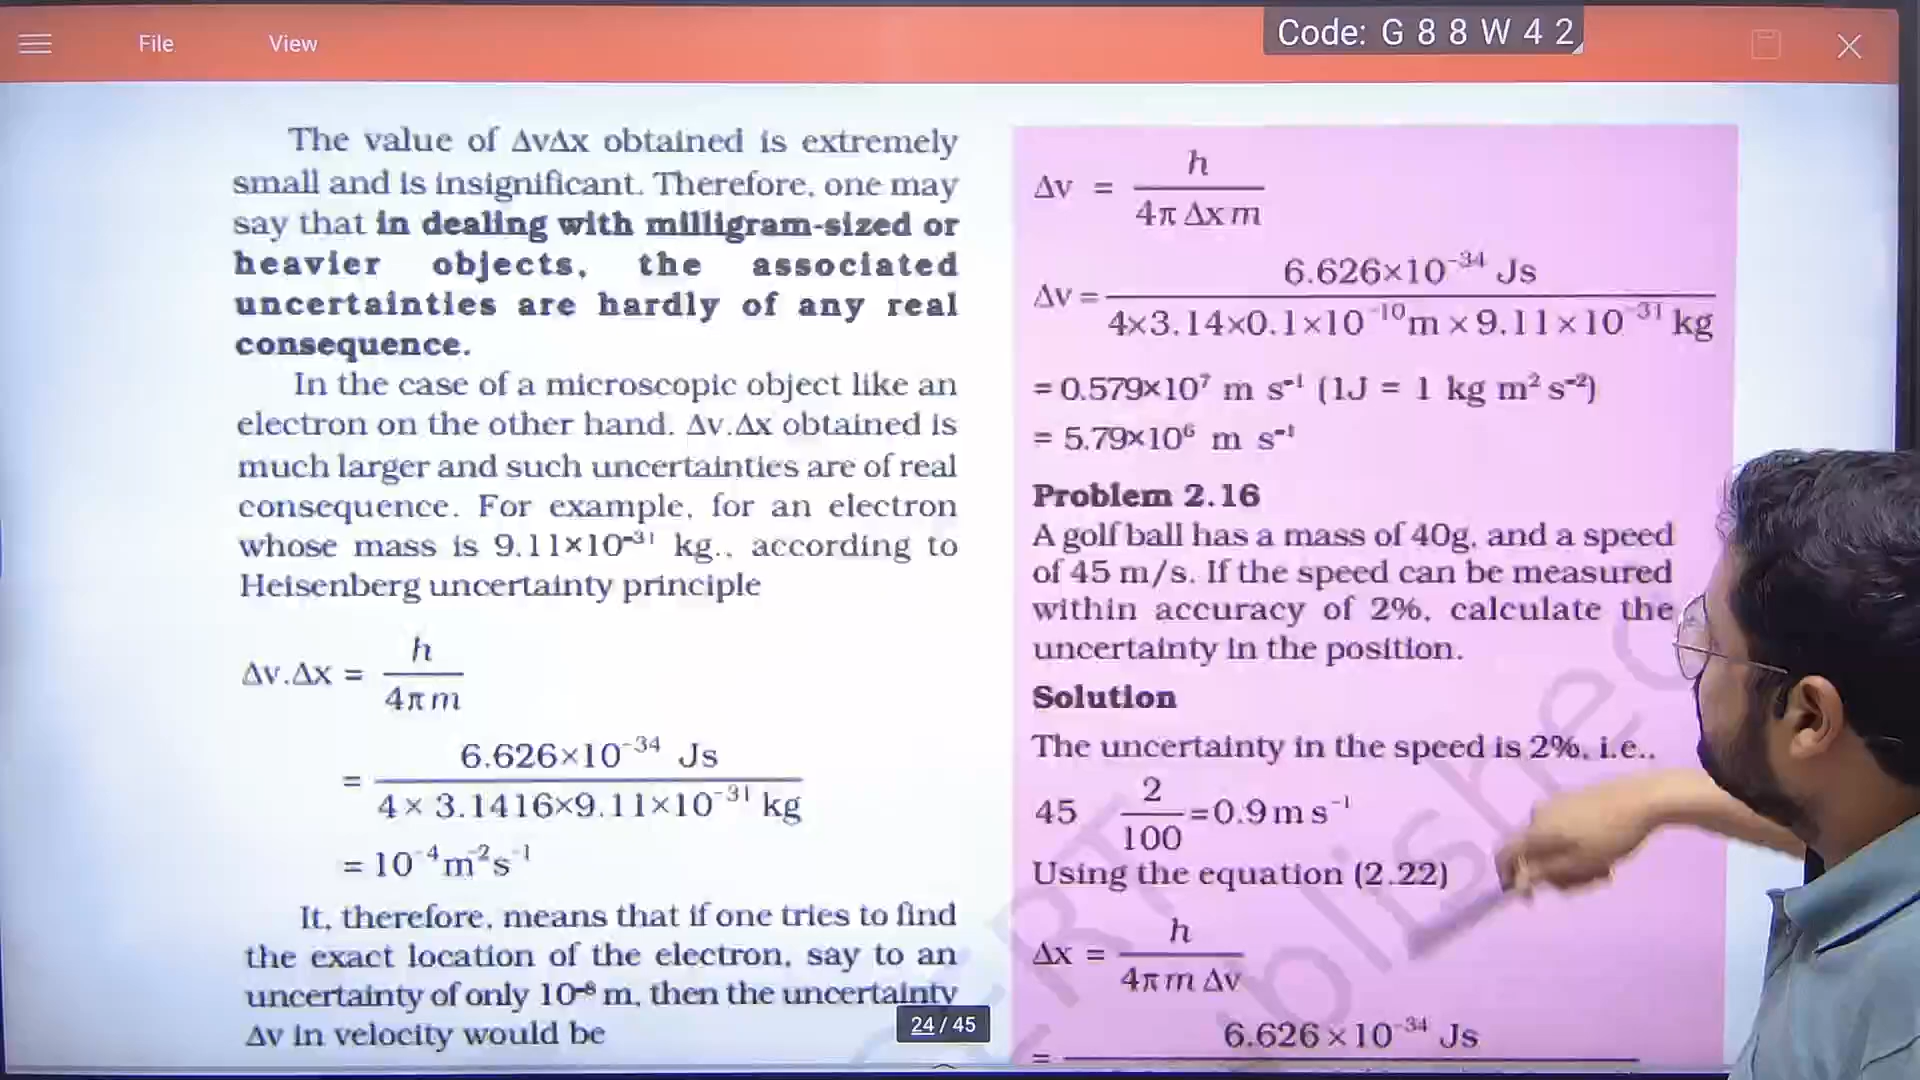 File View Code: G 8 8 W 4 2
The value of ΔvΔx obtained is extremely
small and is insignificant. Therefore, one may
say that in dealing with milligram-sized or
heavier objects, the associated
uncertainties are hardly of any real
consequence.
In the case of a microscopic object like an
electron on the other hand. Δv.Δx obtained is
much larger and such uncertainties are of real
consequence. For example, for an electron
whose mass is 9.11×10⁻³¹ kg., according to
Heisenberg uncertainty principle
Δv.Δx = h / 4π m
= 6.626×10⁻³⁴ Js / 4 × 3.1416×9.11×10⁻³¹ kg
= 10⁻⁴m⁻²s⁻¹
It, therefore, means that if one tries to find
the exact location of the electron, say to an
uncertainty of only 10⁻⁸ m, then the uncertainty
Δv in velocity would be
24 / 45
Δv = h / 4π Δx m
Δv = 6.626×10⁻³⁴ Js / 4×3.14×0.1×10⁻¹⁰ m × 9.11×10⁻³¹ kg
= 0.579×10⁷ m s⁻¹ (1J = 1 kg m² s⁻²)
= 5.79×10⁶ m s⁻¹
Problem 2.16
A golf ball has a mass of 40g, and a speed
of 45 m/s. If the speed can be measured
within accuracy of 2%, calculate the
uncertainty in the position.
Solution
The uncertainty in the speed is 2%, i.e.,
45 2 / 100 = 0.9 m s⁻¹
Using the equation (2.22)
Δx = h / 4π m Δv
= 6.626 × 10⁻³⁴ Js